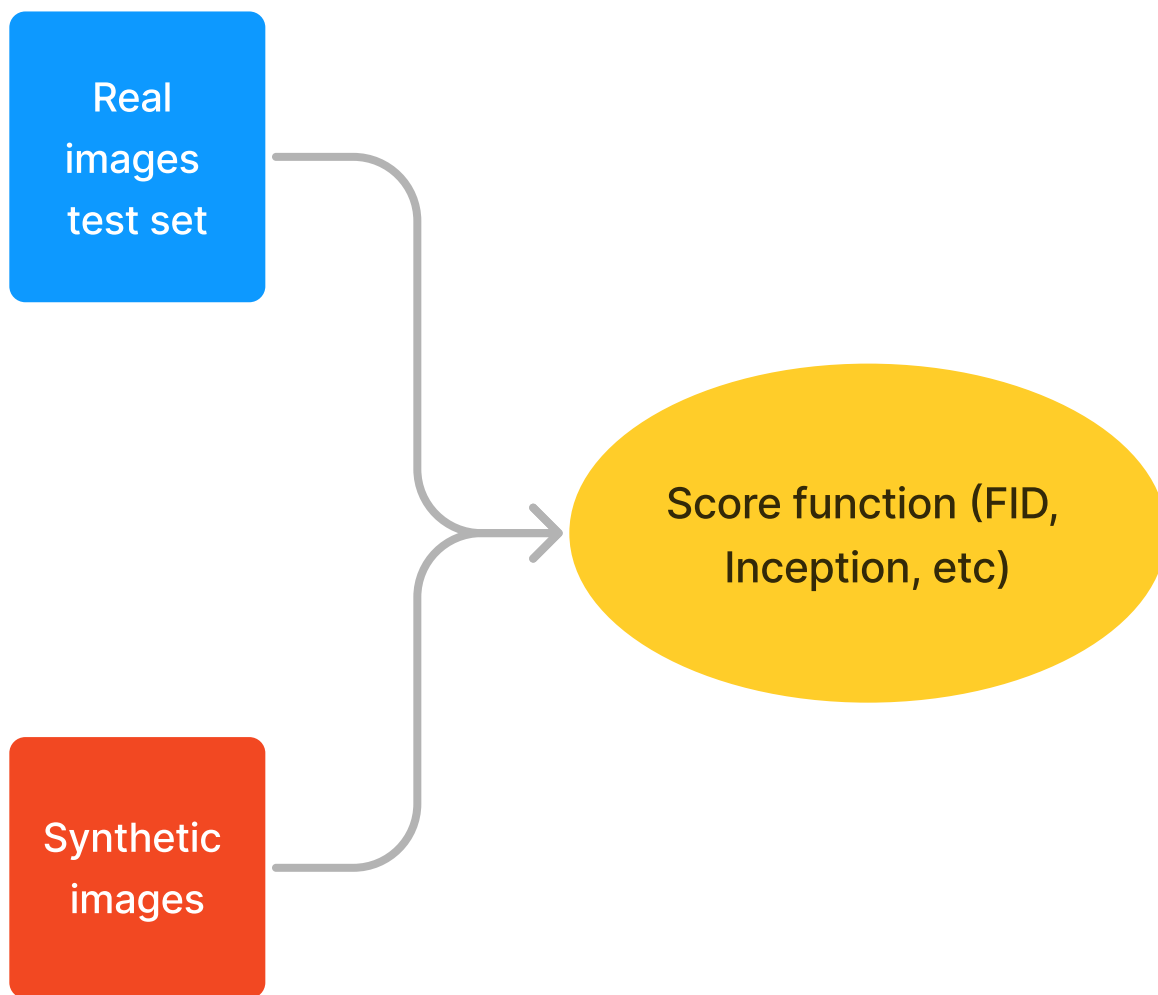 Real
images
test set
Score function (FID,
Inception, etc)
Synthetic
images